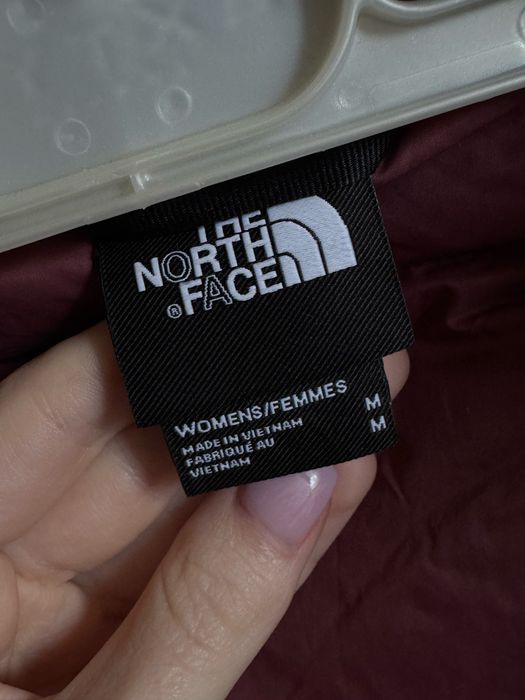 THE
NORTH
FACE
®
WOMENS/FEMMES M
MADE IN VIETNAM M
FABRIQUÉ AU
VIETNAM